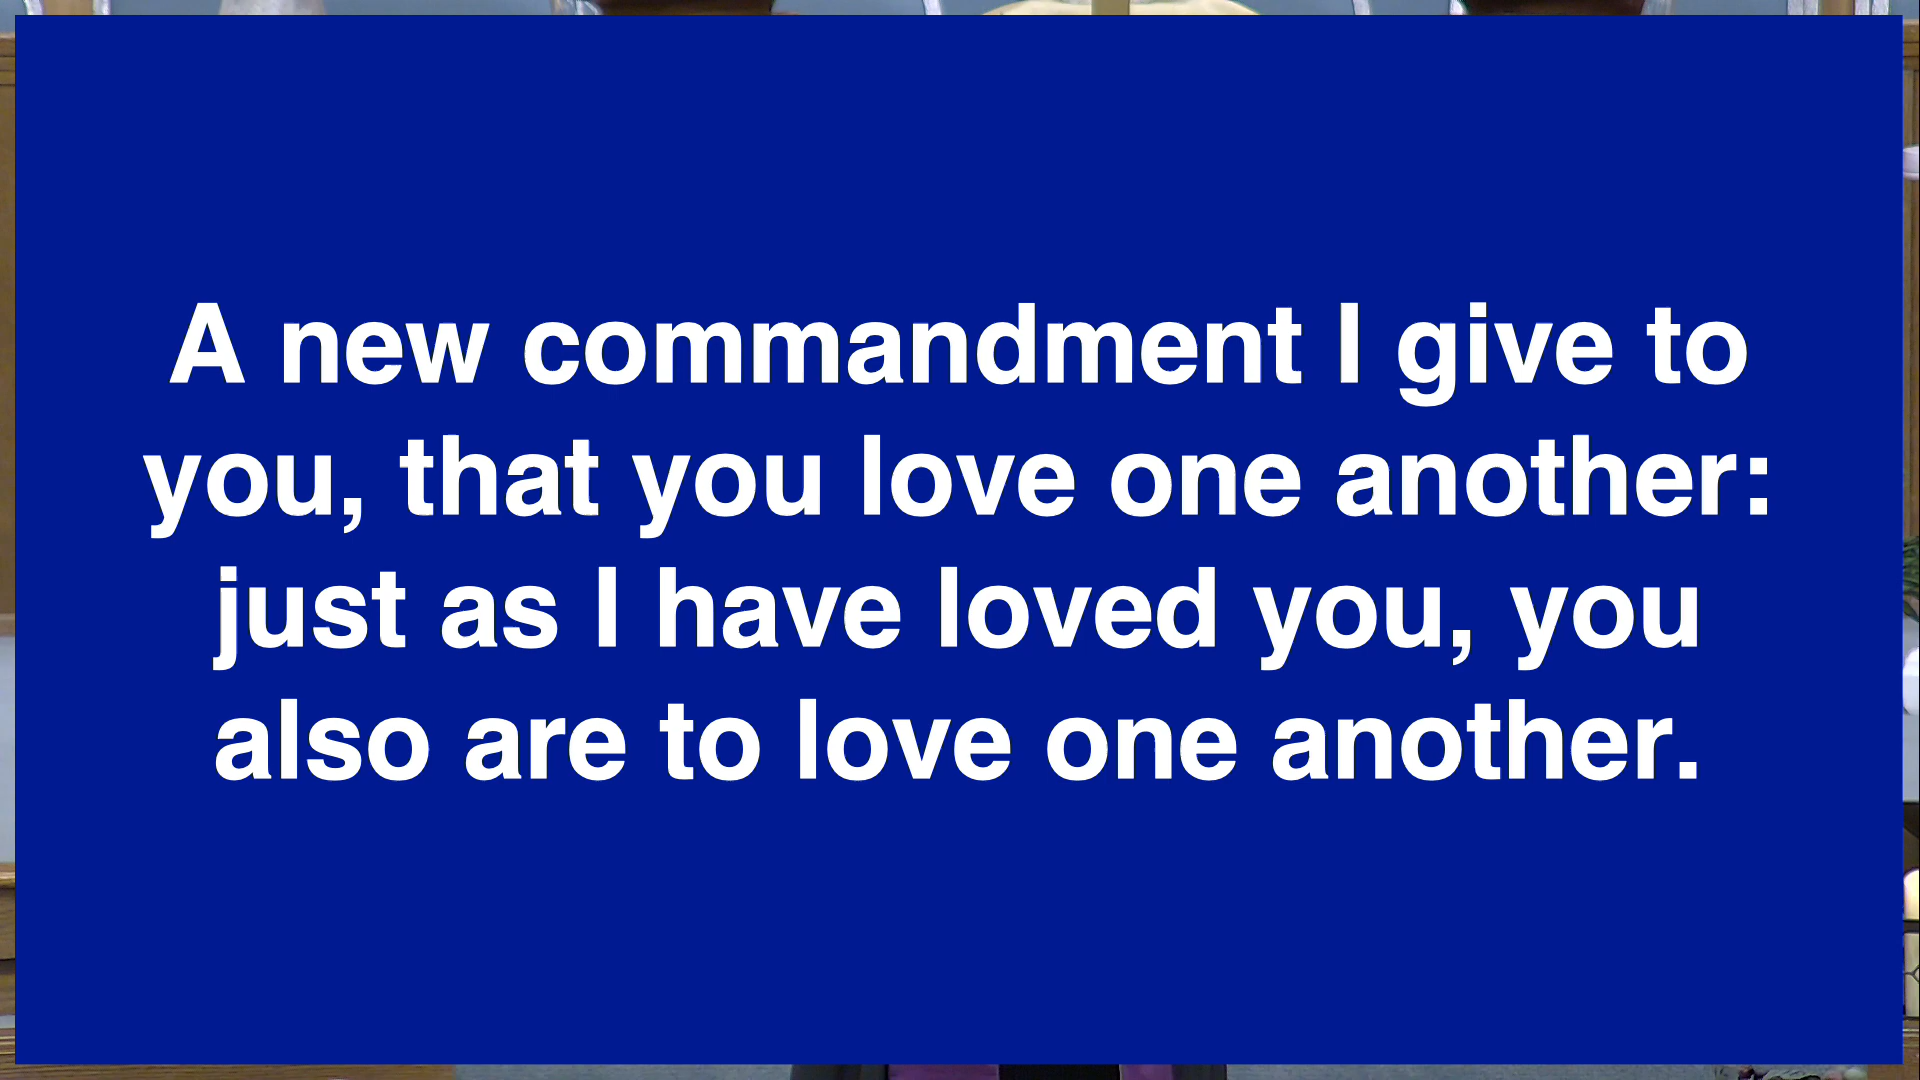 A new commandment I give to
you, that you love one another:
just as I have loved you, you
also are to love one another.